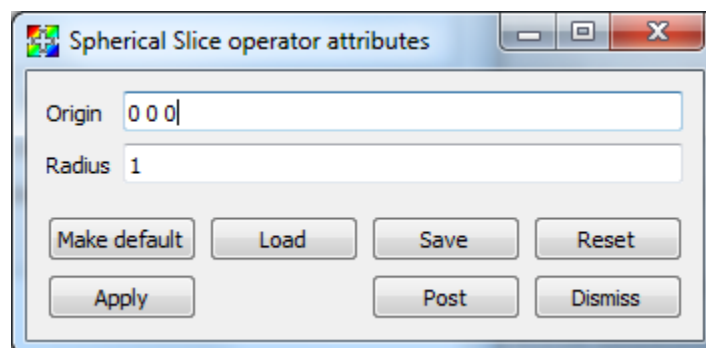 Spherical Slice operator attributes
Origin 0 0 0
Radius 1
Make default Load Save Reset
Apply Post Dismiss